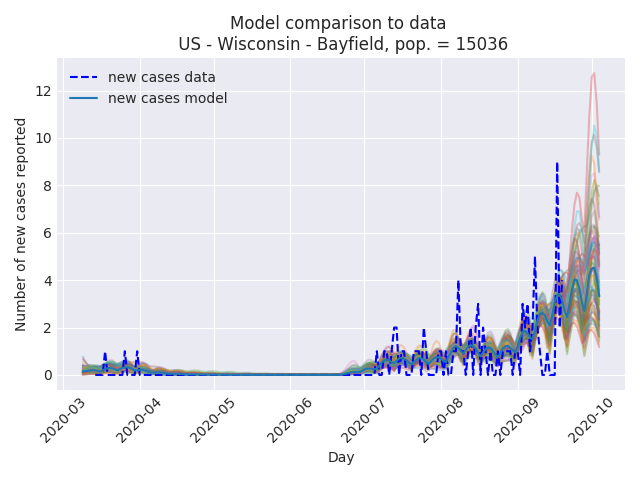 Model comparison to data
US - Wisconsin - Bayfield, pop. = 15036
new cases data
new cases model
Number of new cases reported
12
10
8
6
4
2
0
2020-03
2020-04
2020-05
2020-06
2020-07
2020-08
2020-09
2020-10
Day